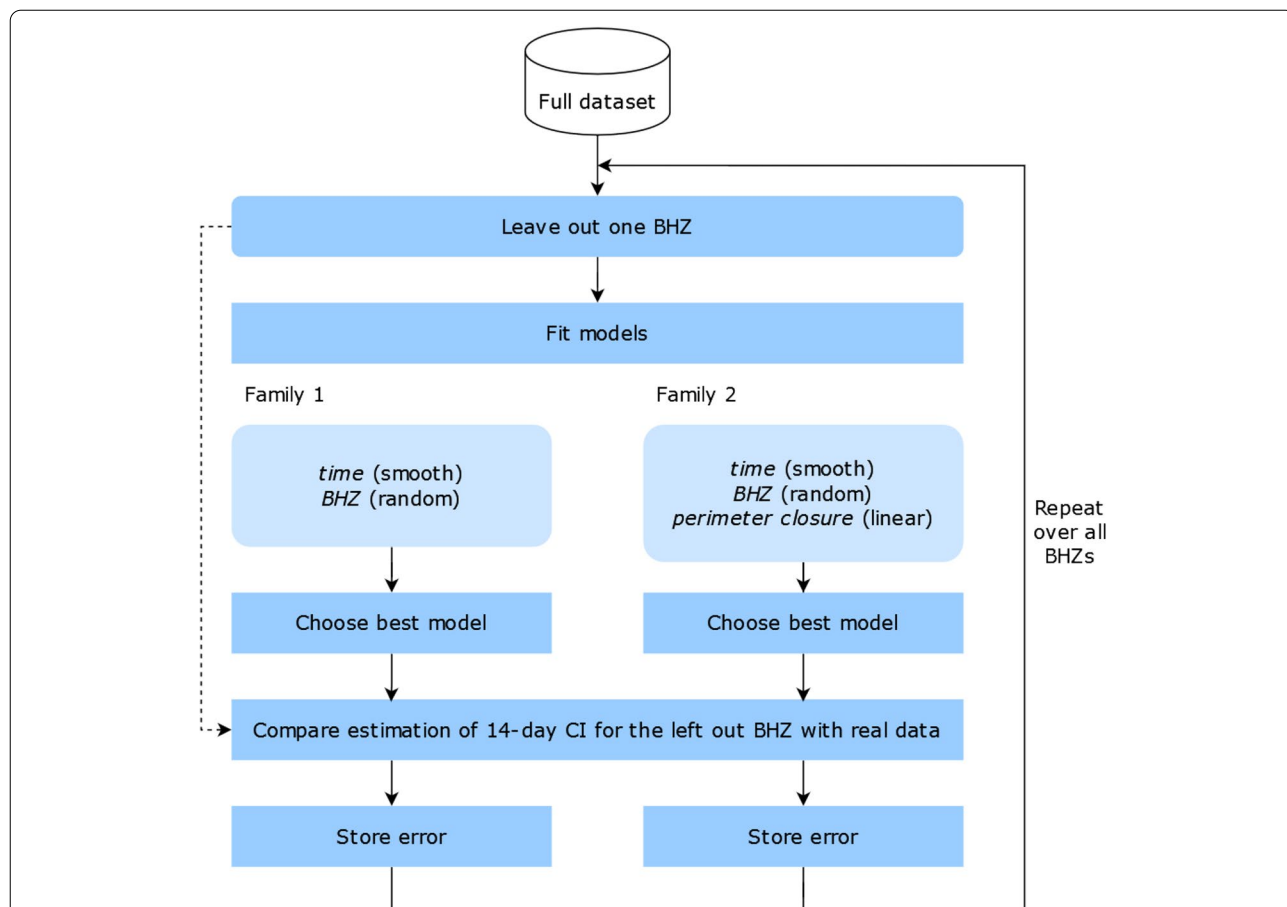 Full dataset
Leave out one BHZ
Fit models
Family 1
Family 2
time (smooth)
BHZ (random)
time (smooth)
BHZ (random)
perimeter closure (linear)
Repeat
over all
BHZs
Choose best model
Choose best model
Compare estimation of 14-day CI for the left out BHZ with real data
Store error
Store error